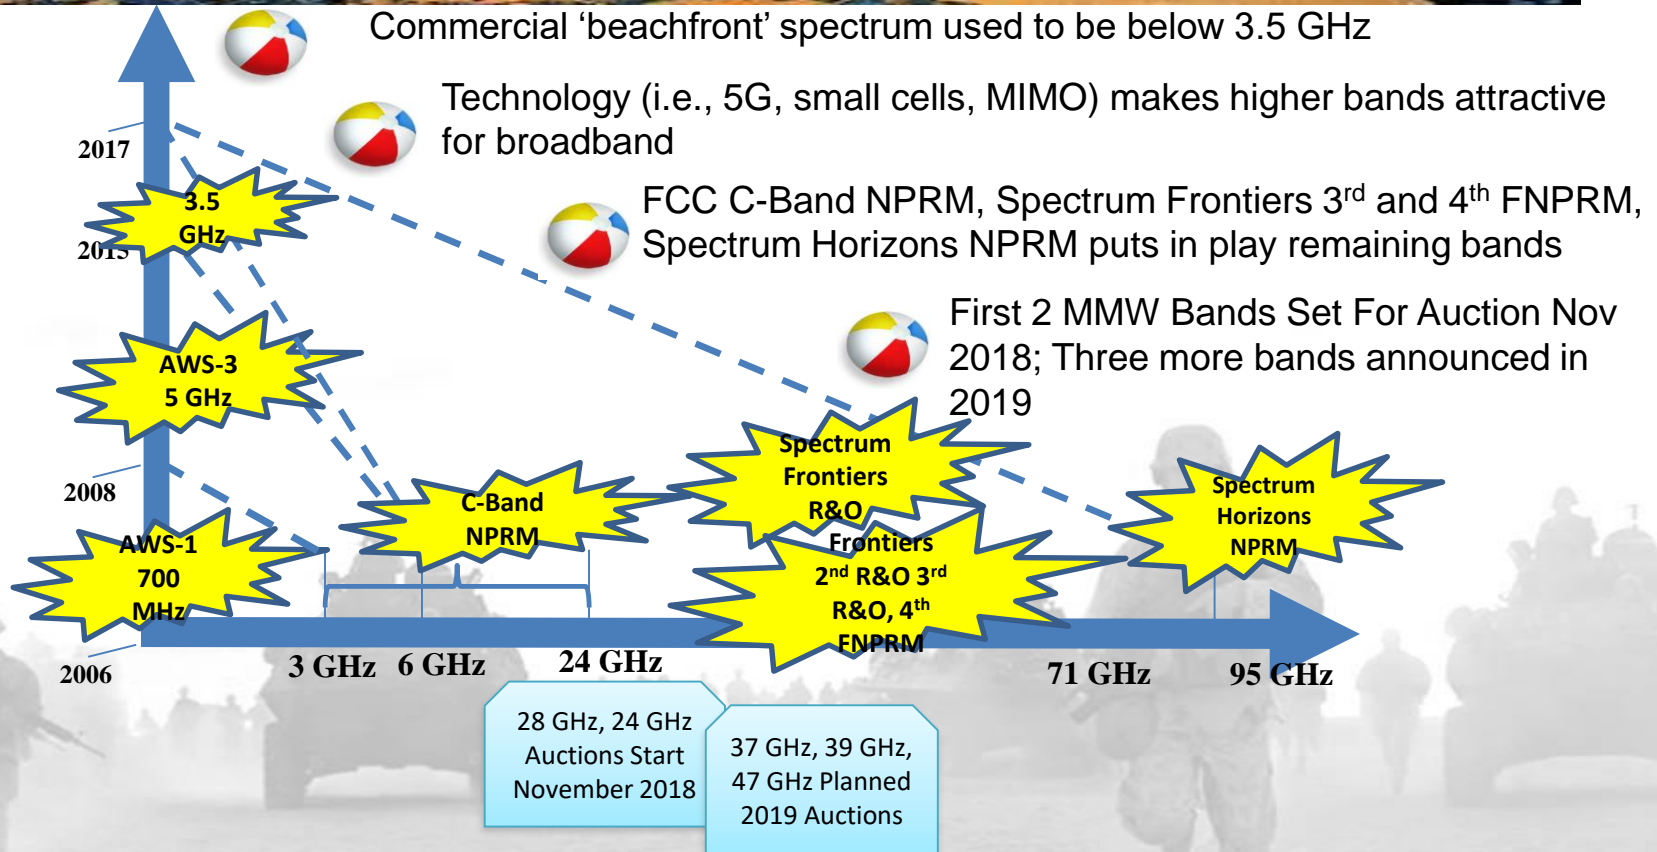 Commercial ‘beachfront’ spectrum used to be below 3.5 GHz
Technology (i.e., 5G, small cells, MIMO) makes higher bands attractive
for broadband
FCC C-Band NPRM, Spectrum Frontiers 3rd and 4th FNPRM,
Spectrum Horizons NPRM puts in play remaining bands
First 2 MMW Bands Set For Auction Nov
2018; Three more bands announced in
2019
2017
3.5
GHz
AWS-3
5 GHz
2008
AWS-1
700
MHz
2006
C-Band
NPRM
Spectrum
Frontiers
R&O
Frontiers
2nd R&O 3rd
R&O, 4th
FNPRM
Spectrum
Horizons
NPRM
3 GHz
6 GHz
24 GHz
71 GHz
95 GHz
28 GHz, 24 GHz
Auctions Start
November 2018
37 GHz, 39 GHz,
47 GHz Planned
2019 Auctions